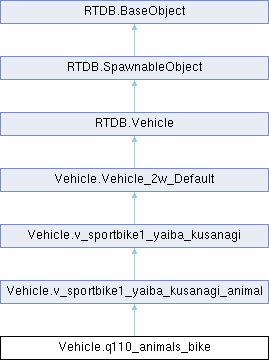 RTDB.BaseObject
RTDB.SpawnableObject
RTDB.Vehicle
Vehicle.Vehicle_2w_Default
Vehicle.v_sportbike1_yaiba_kusanagi
Vehicle.v_sportbike1_yaiba_kusanagi_animal
Vehicle.q110_animals_bike